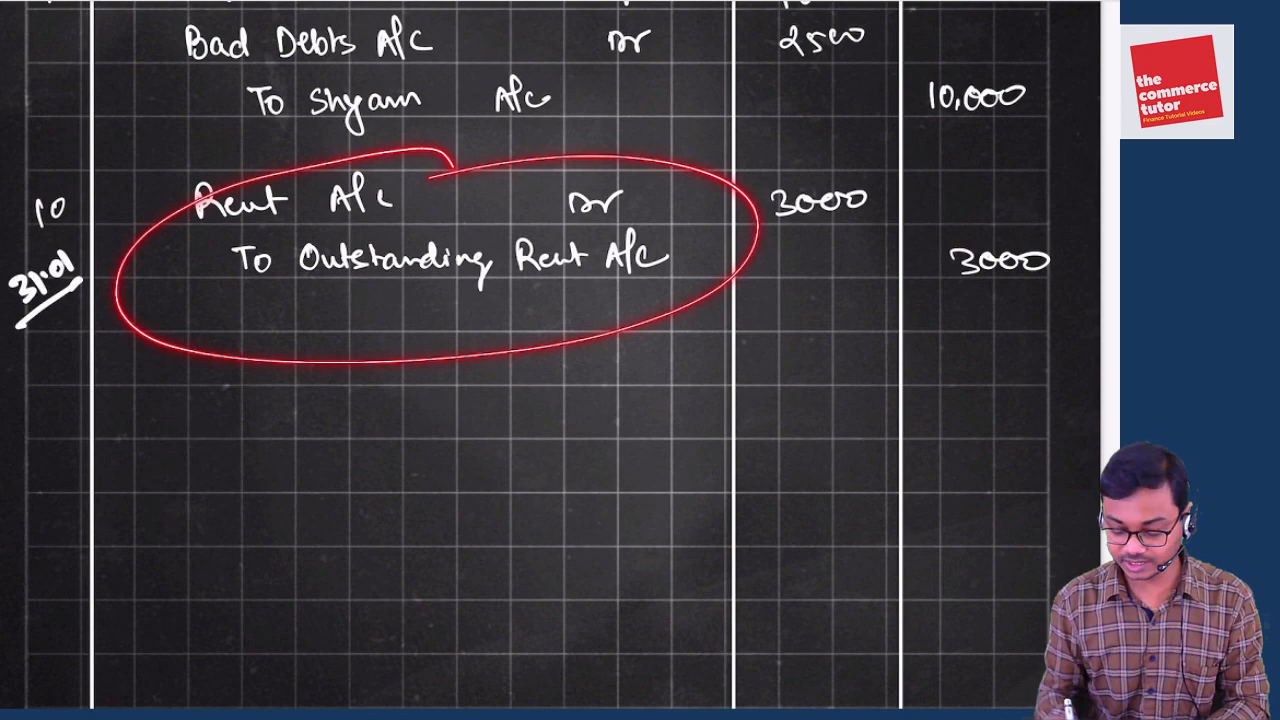 Bad Debts A/c Dr 2500
To Shyam A/c 10,000
10 Rent A/c Dr 3000
31.01 To Outstanding Rent A/c 3000
the
commerce
tutor
Finance Tutorial Videos